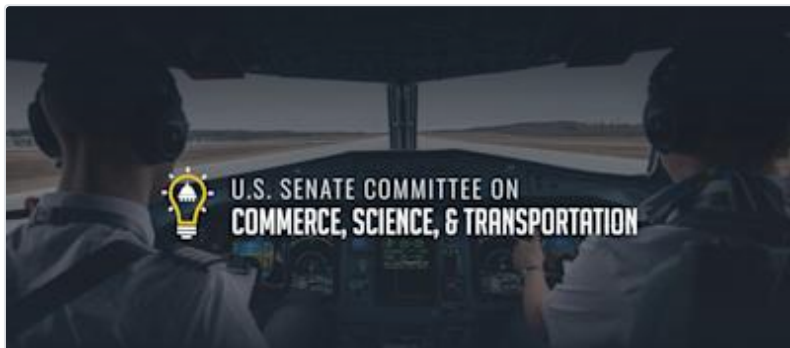 U.S. SENATE COMMITTEE ON
COMMERCE, SCIENCE, & TRANSPORTATION